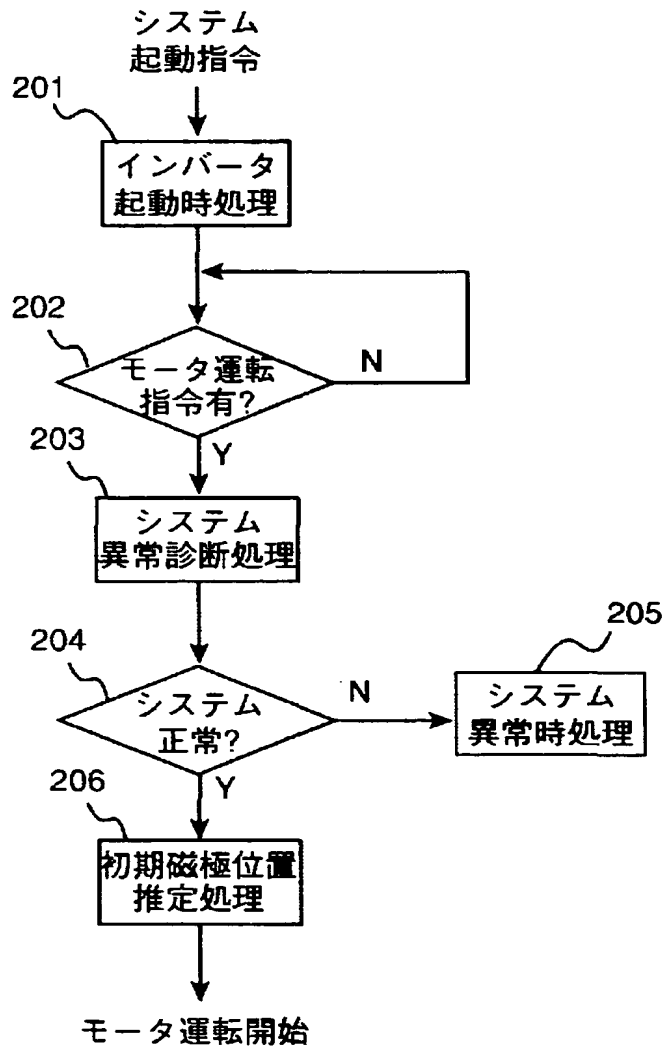 システム
起動指令
201
インバータ
起動時処理
202
モータ運転
指令有?
N
Y
203
システム
異常診断処理
204
システム
正常?
N
205
システム
異常時処理
Y
206
初期磁極位置
推定処理
モータ運転開始